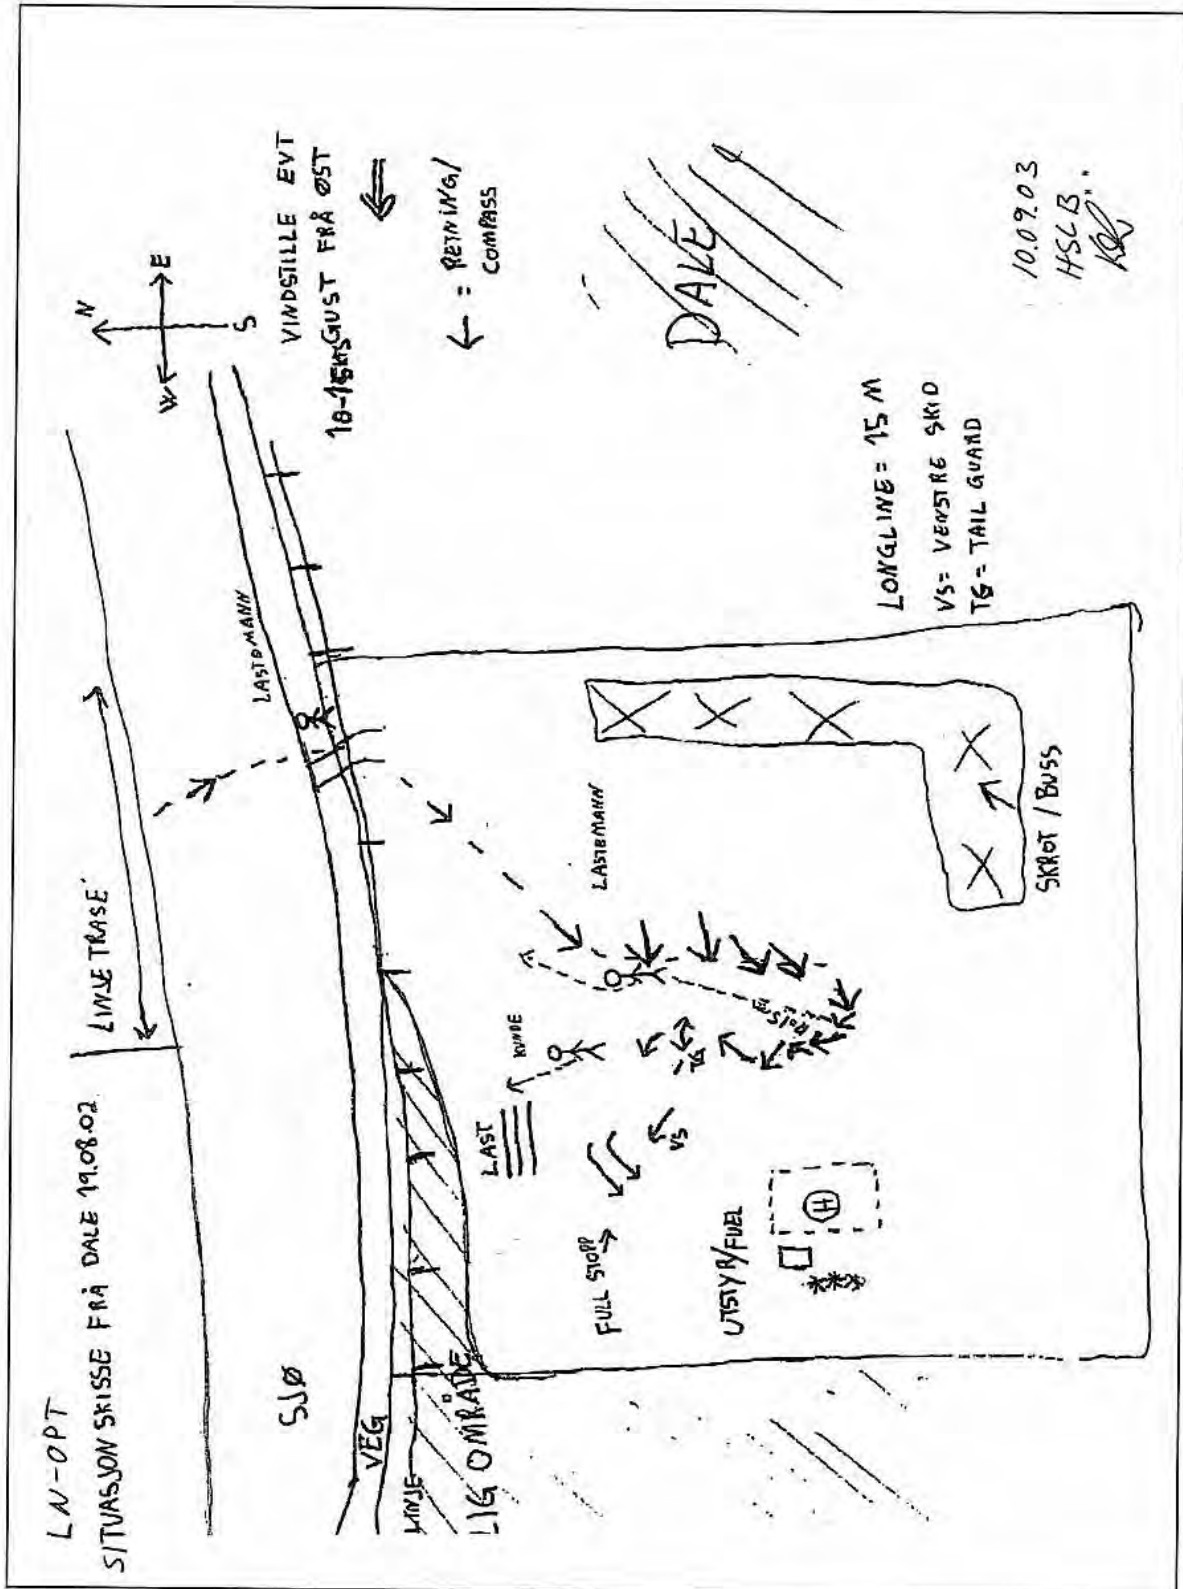 LN-OPT
SITUASJON SKISSE FRÅ DALE 19.08.02
LINJE TRASE'
N
W
E
S
SJØ
VEG
LINJE
LIG OMRÅDE
LASTEMANN
VINDSTILLE EVT
GUST FRÅ ØST
← = RETNING/
COMPASS
LAST
KUNDE
LASTEMANN
DALE
FULL STOPP
VS
TG
UTSTYR/FUEL
H
SKROT / BUSS
LONGLINE = 15 M
VS = VENSTRE SKID
TG = TAIL GUARD
10.09.03
HSLB